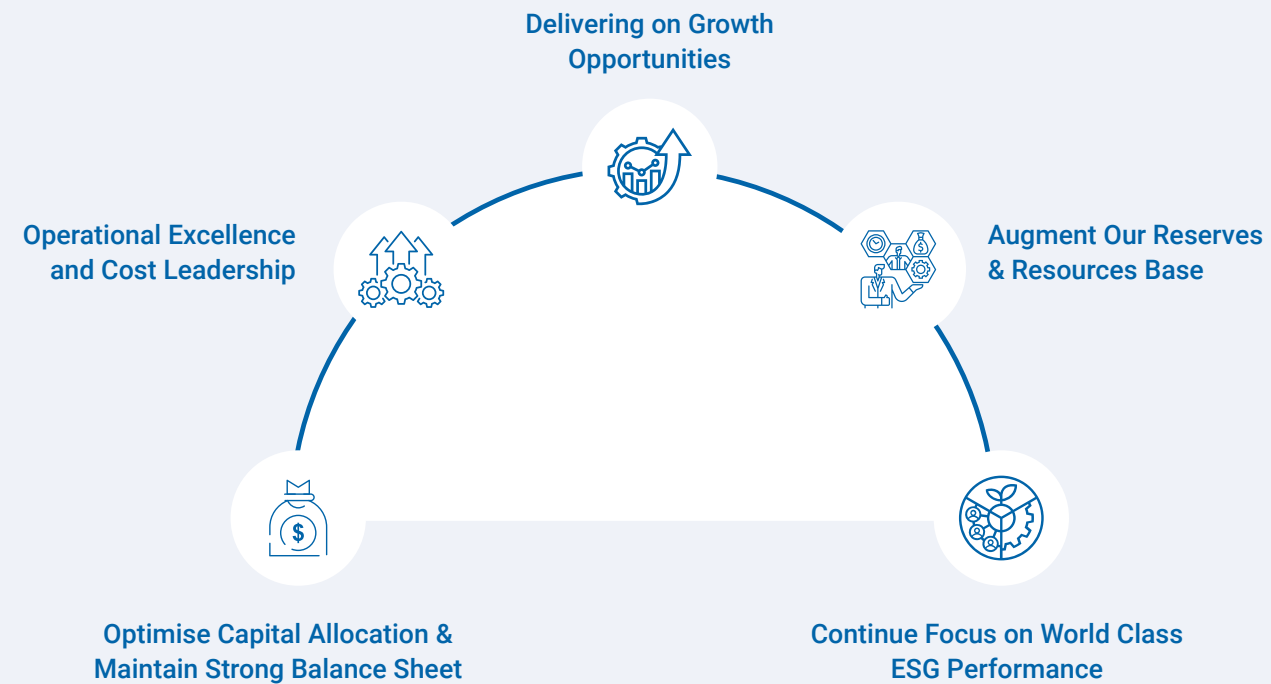 Delivering on Growth
Opportunities
Operational Excellence
and Cost Leadership
Augment Our Reserves
& Resources Base
$
$
Optimise Capital Allocation &
Maintain Strong Balance Sheet
Continue Focus on World Class
ESG Performance